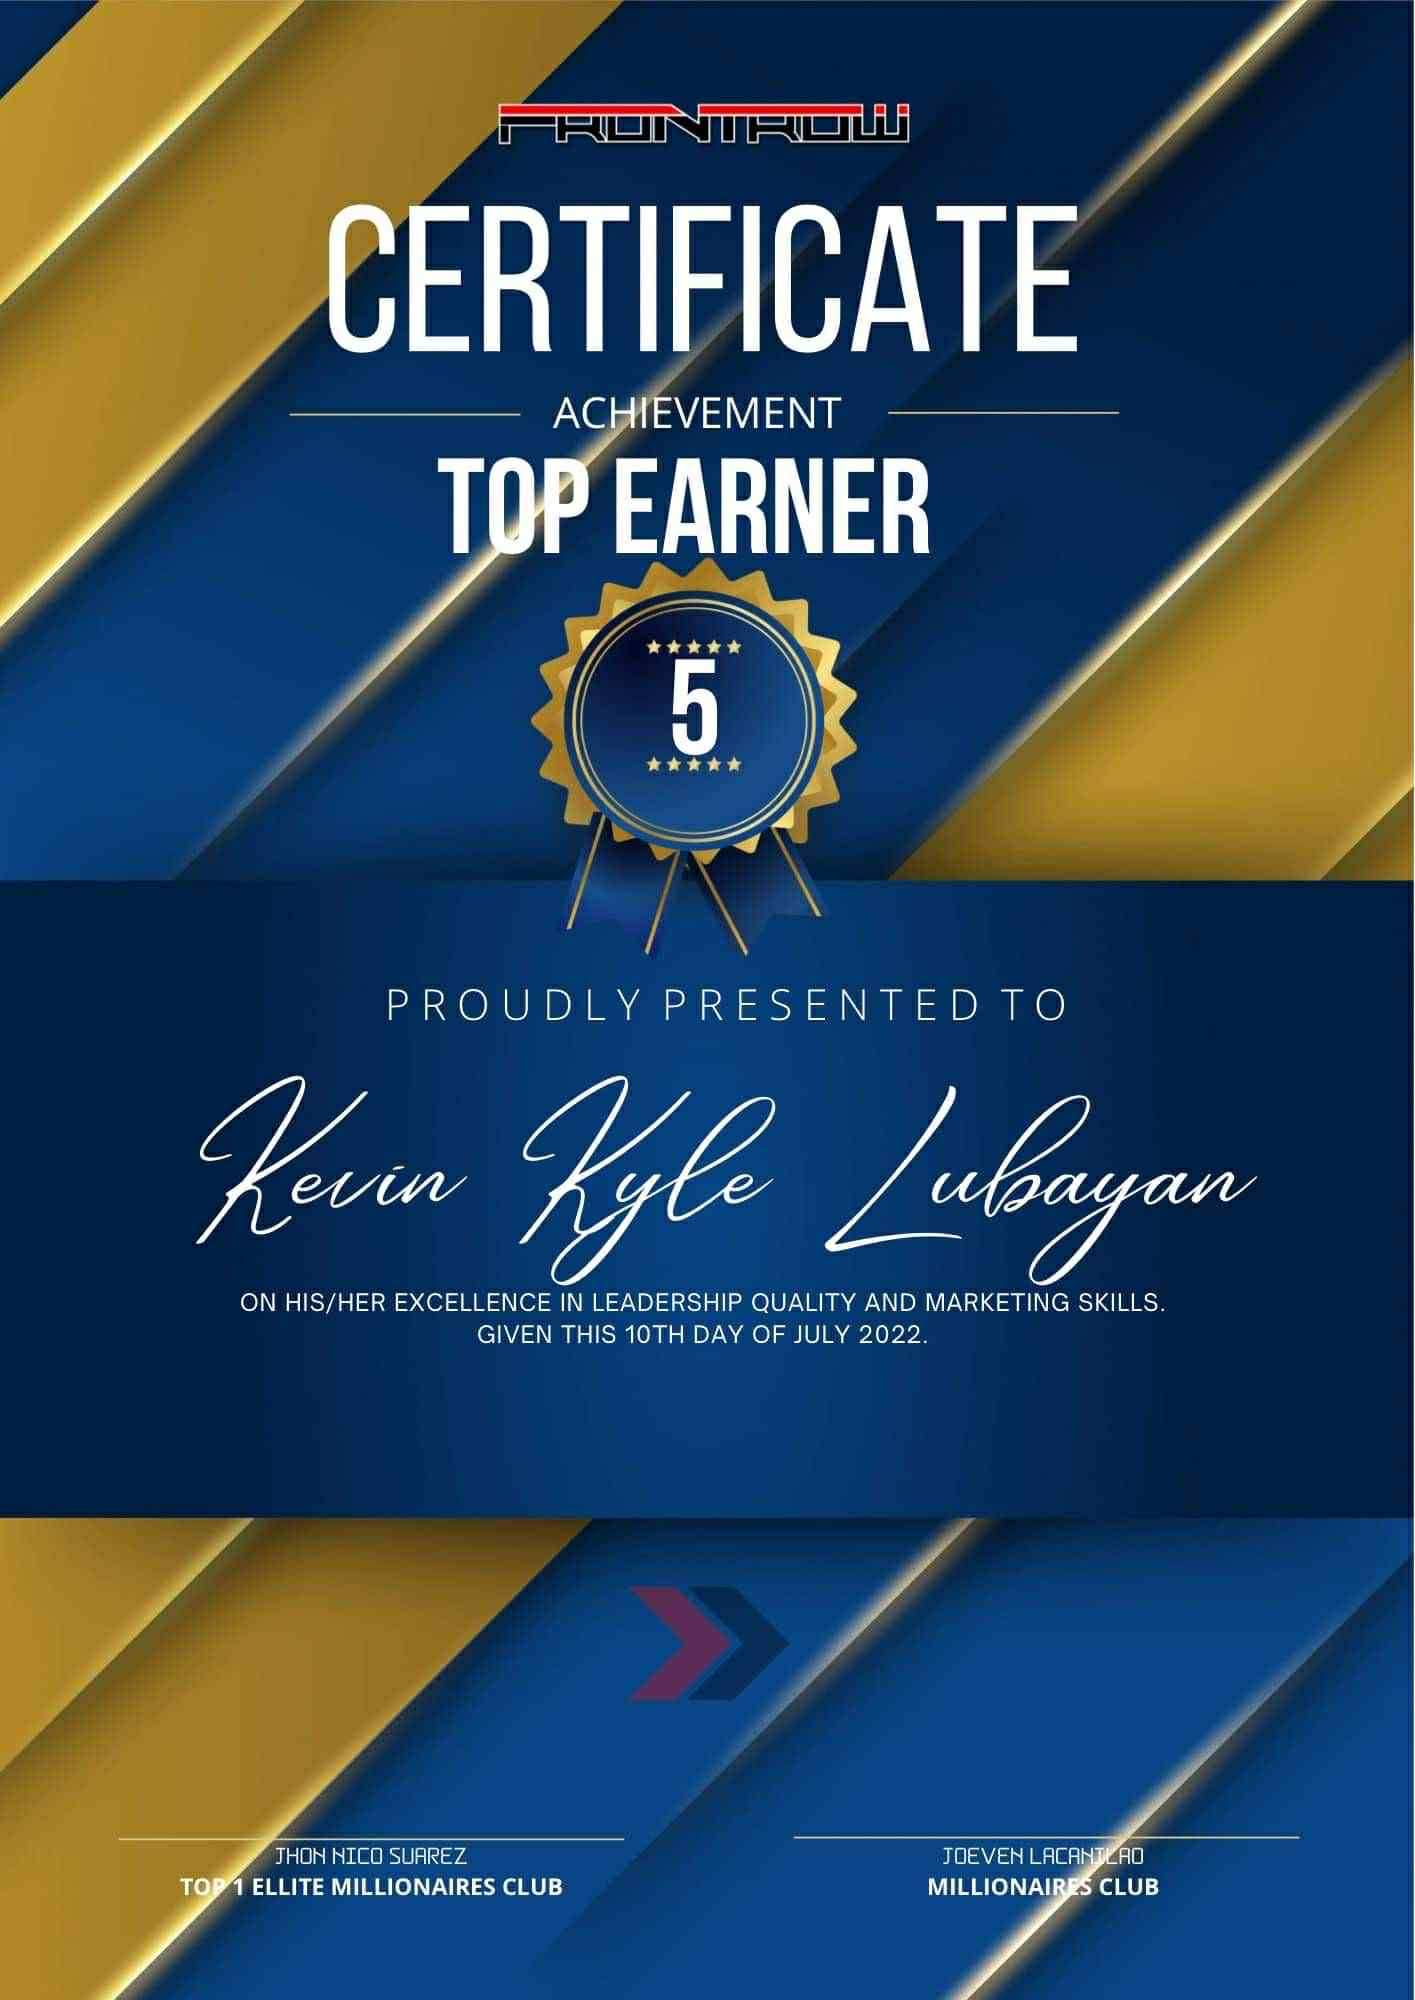 FRONTROW
CERTIFICATE
ACHIEVEMENT
TOP EARNER
5
PROUDLY PRESENTED TO
Kevin Kyle Lubayan
ON HIS/HER EXCELLENCE IN LEADERSHIP QUALITY AND MARKETING SKILLS.
GIVEN THIS 10TH DAY OF JULY 2022.
JHON NICO SUAREZ
TOP 1 ELLITE MILLIONAIRES CLUB
JOEVEN LACANILAO
MILLIONAIRES CLUB